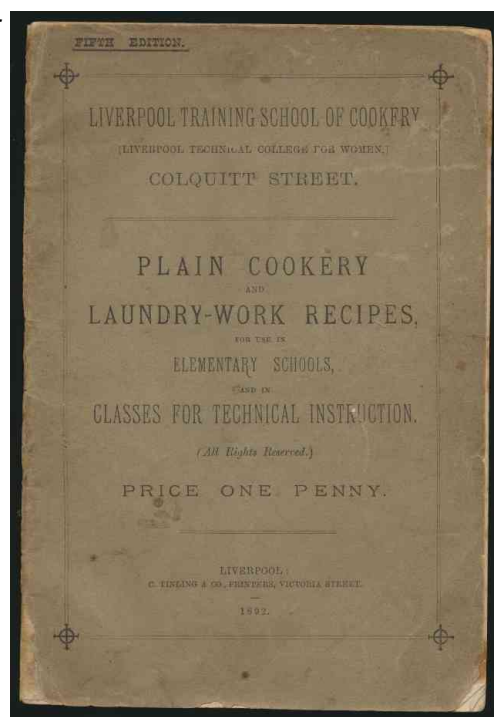 FIFTH EDITION.
LIVERPOOL TRAINING SCHOOL OF COOKERY
[LIVERPOOL TECHNICAL COLLEGE FOR WOMEN,]
COLQUITT STREET.
PLAIN COOKERY
AND
LAUNDRY-WORK RECIPES,
FOR USE IN
ELEMENTARY SCHOOLS,
AND IN
CLASSES FOR TECHNICAL INSTRUCTION.
(All Rights Reserved.)
PRICE ONE PENNY.
LIVERPOOL:
C. TINLING & CO., PRINTERS, VICTORIA STREET.
1892.